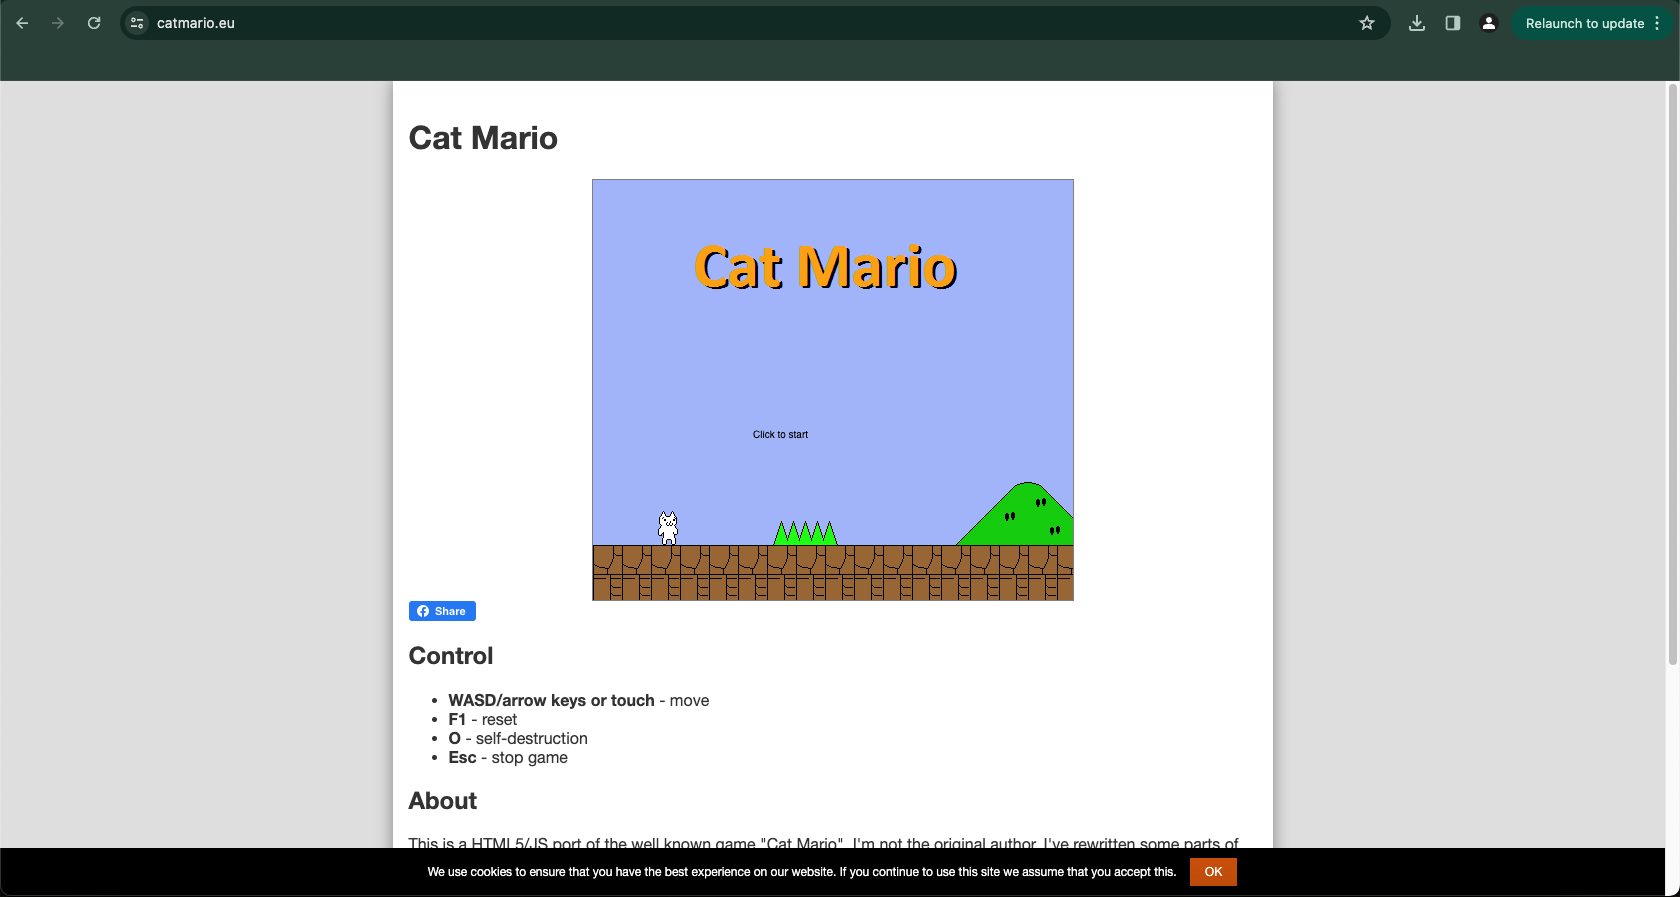 catmario.eu
Relaunch to update
Cat Mario
Cat Mario
Click to start
Share
Control
WASD/arrow keys or touch - move
F1 - reset
O - self-destruction
Esc - stop game
About
This is a HTML5/JS port of the well known game "Cat Mario". I'm not the original author. I've rewritten some parts of
We use cookies to ensure that you have the best experience on our website. If you continue to use this site we assume that you accept this.
OK